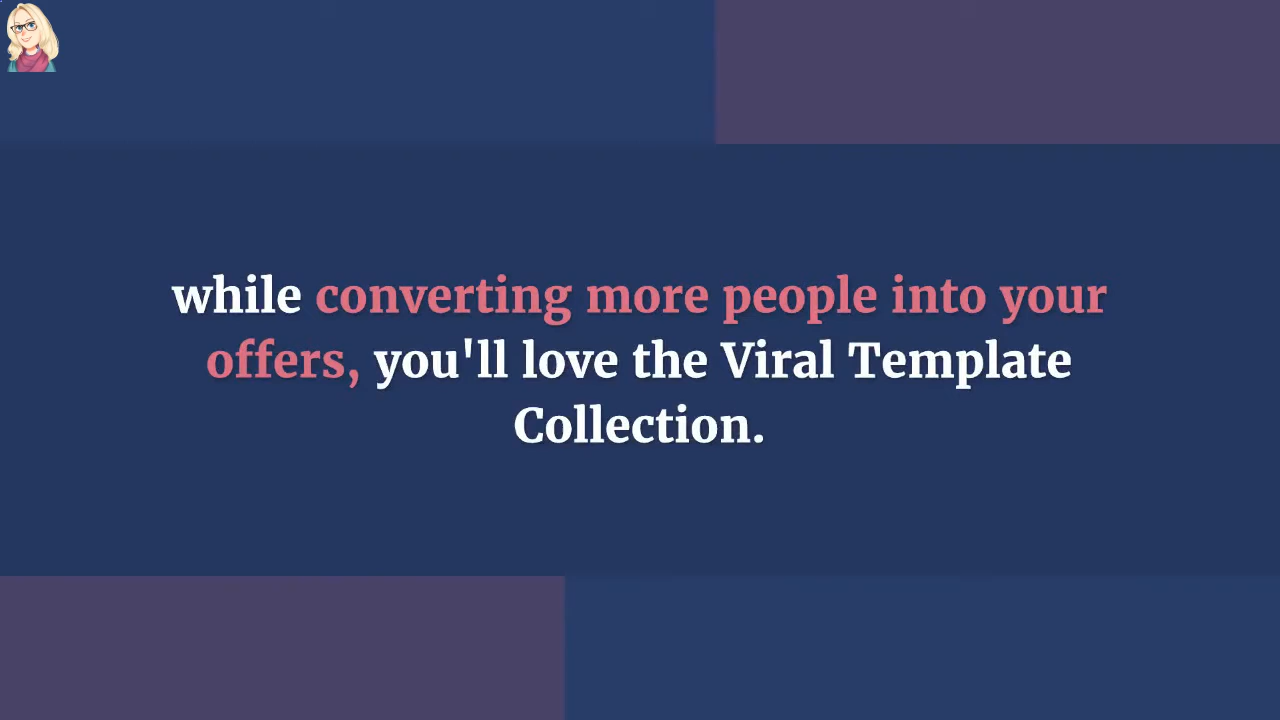 while converting more people into your
offers, you'll love the Viral Template
Collection.